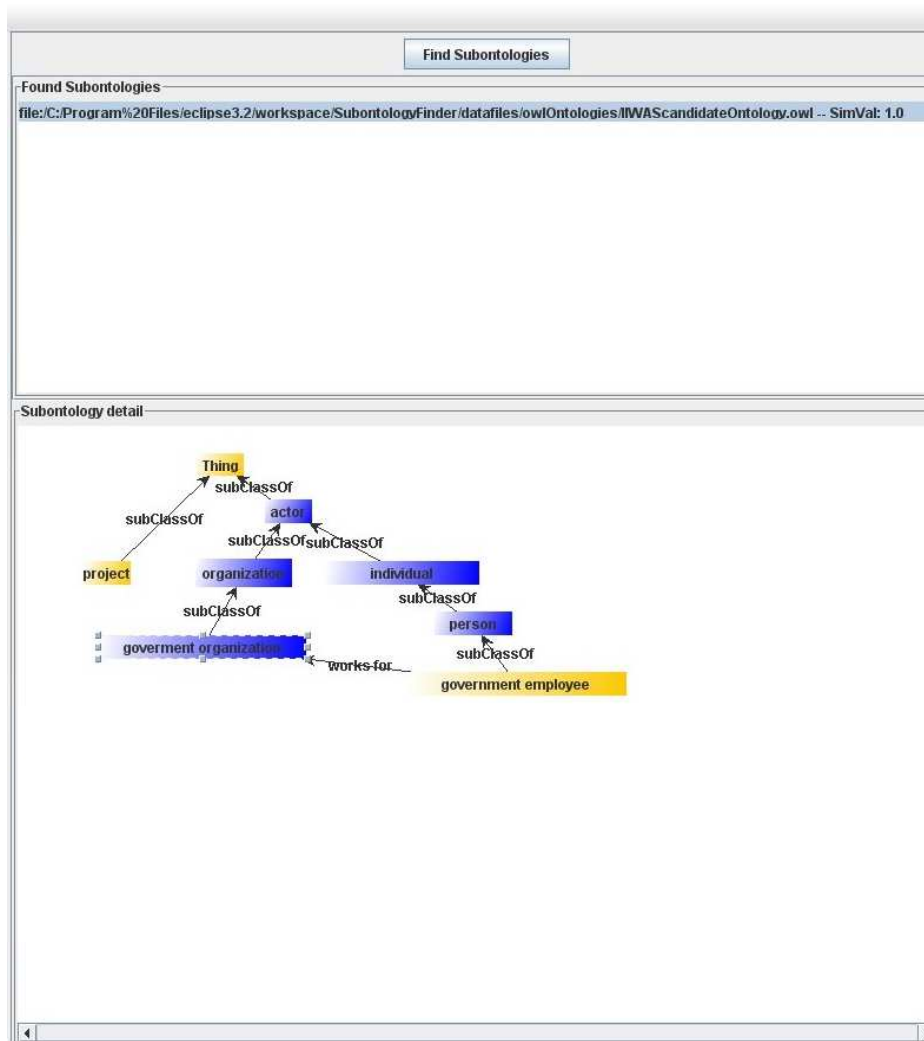 Find Subontologies
Found Subontologies
file:/C:/Program%20Files/eclipse3.2/workspace/SubontologyFinder/datafiles/owlOntologies/IIWAScandidateOntology.owl -- SimVal: 1.0
Subontology detail
Thing
subClassOf
actor
subClassOf
subClassOf
subClassOf
project
organization
individual
subClassOf
subClassOf
person
goverment organization
subClassOf
works for
government employee